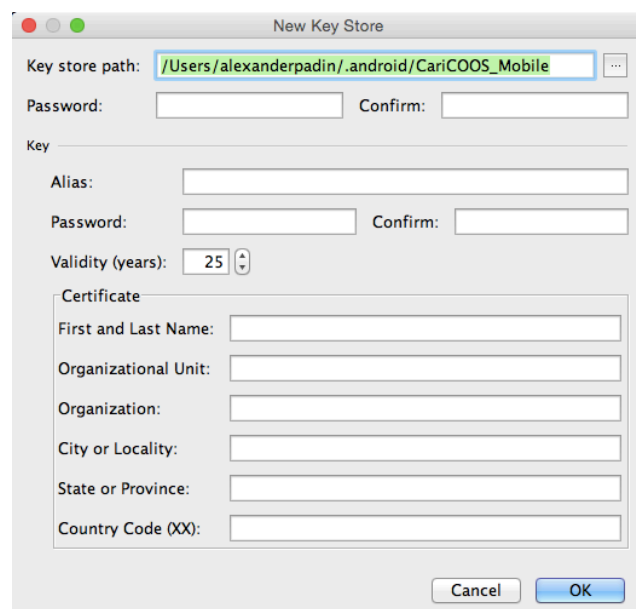 New Key Store
Key store path: /Users/alexanderpadin/.android/CariCOOS_Mobile ...
Password: Confirm:
Key
Alias:
Password: Confirm:
Validity (years): 25
Certificate
First and Last Name:
Organizational Unit:
Organization:
City or Locality:
State or Province:
Country Code (XX):
Cancel OK